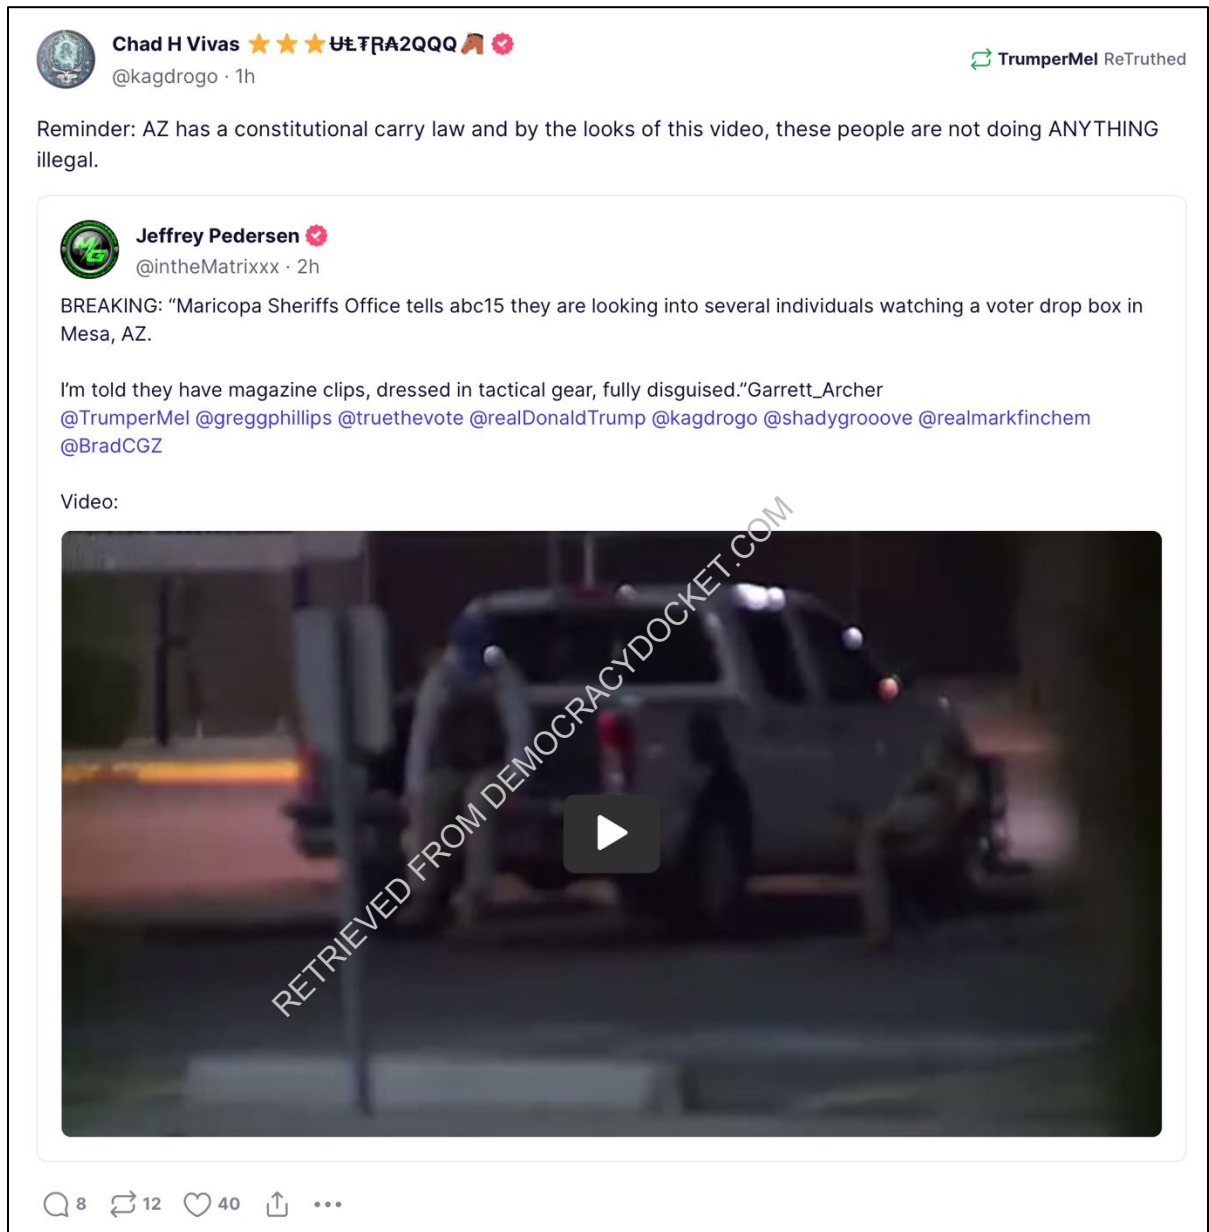 Chad H Vivas ⭐⭐⭐ɄⱠ₮ⱤA̶2QQQ🐴
@kagdrogo · 1h
TrumperMel ReTruthed
Reminder: AZ has a constitutional carry law and by the looks of this video, these people are not doing ANYTHING
illegal.
MG
Jeffrey Pedersen
@intheMatrixxx · 2h
BREAKING: “Maricopa Sheriffs Office tells abc15 they are looking into several individuals watching a voter drop box in
Mesa, AZ.
I'm told they have magazine clips, dressed in tactical gear, fully disguised.”Garrett_Archer
@TrumperMel @greggphillips @truethevote @realDonaldTrump @kagdrogo @shadygrooove @realmarkfinchem
@BradCGZ
Video:
RETRIEVED FROM DEMOCRACYDOCKET.COM
8 12 40